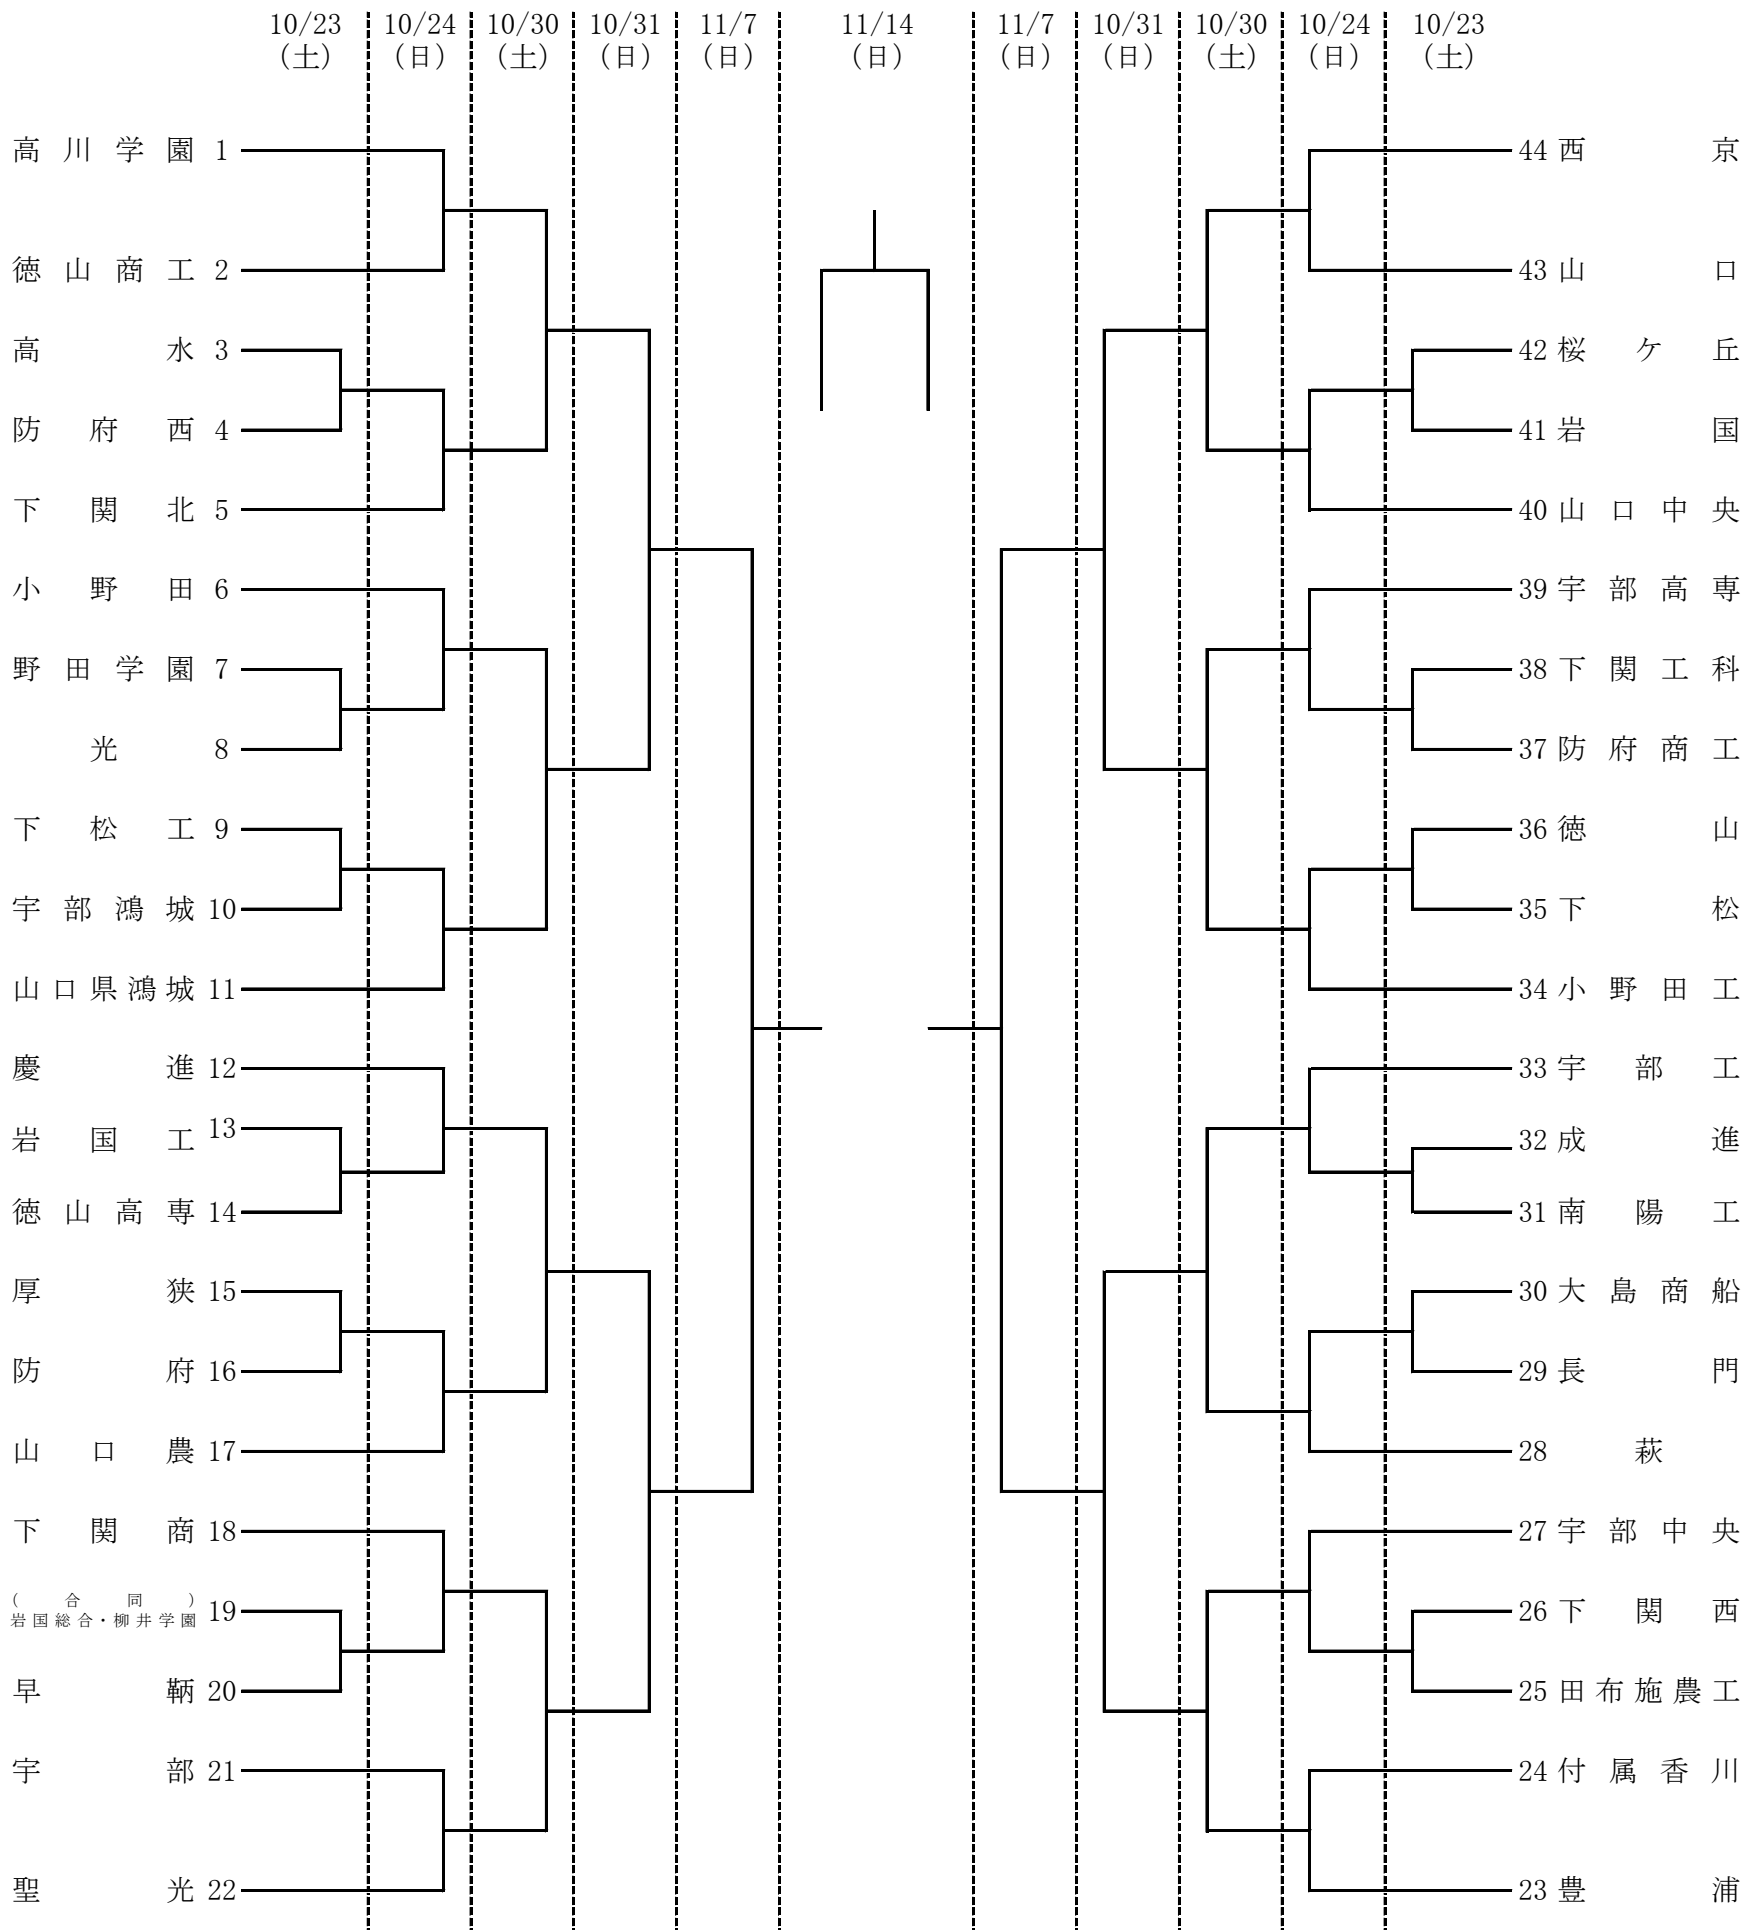 10/23 10/24 10/30 10/31 11/7 11/14 11/7 10/31 10/30 10/24 10/23
(土) (日) (土) (日) (日) (日) (日) (日) (土) (日) (土)
高川学園 1
徳山商工 2
高水 3
防府西 4
下関北 5
小野田 6
野田学園 7
光 8
下松工 9
宇部鴻城 10
山口県鴻城 11
慶進 12
岩国工 13
徳山高専 14
厚狭 15
防府 16
山口農 17
下関商 18
(合同)
岩国総合・柳井学園 19
早鞆 20
宇部 21
聖光 22
44 西京
43 山口
42 桜ケ丘
41 岩国
40 山口中央
39 宇部高専
38 下関工科
37 防府商工
36 徳山
35 下松
34 小野田工
33 宇部工
32 成進
31 南陽工
30 大島商船
29 長門
28 萩
27 宇部中央
26 下関西
25 田布施農工
24 付属香川
23 豊浦